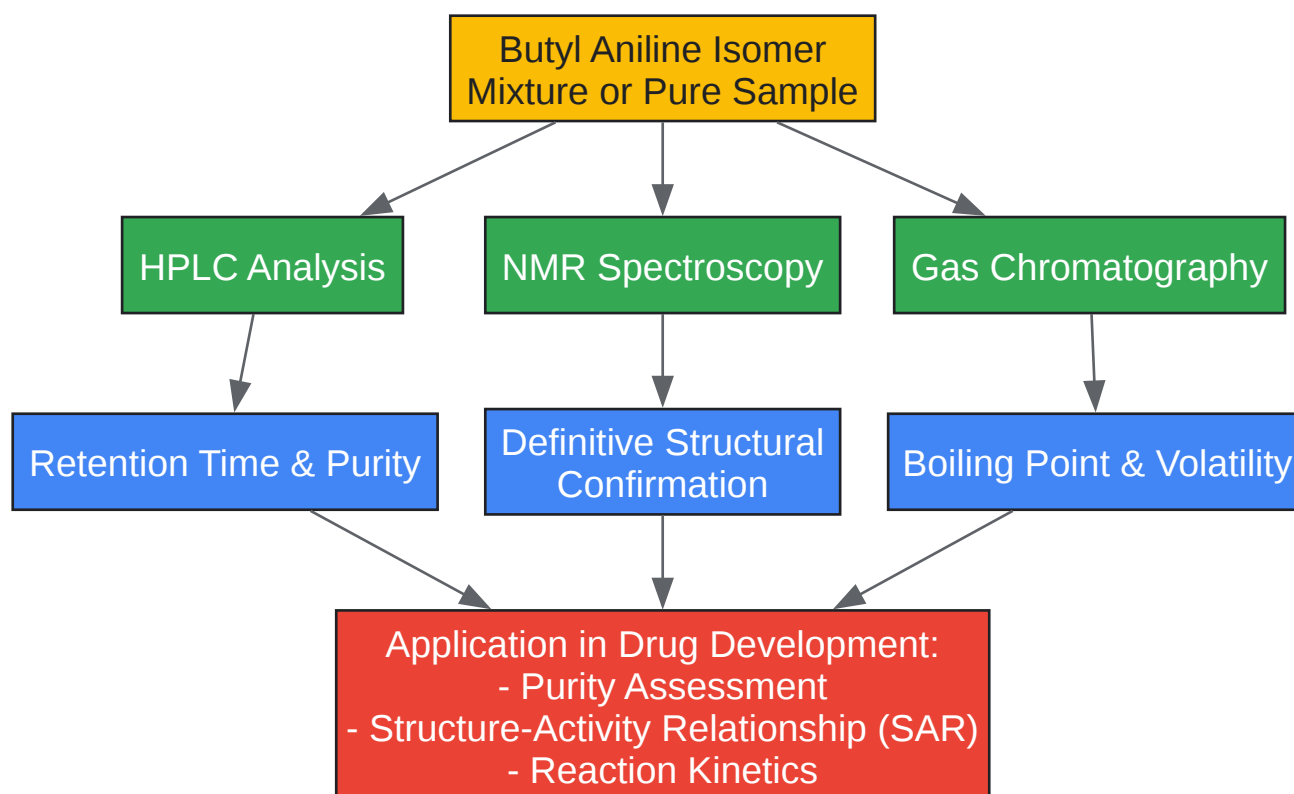 Butyl Aniline Isomer
Mixture or Pure Sample
HPLC Analysis
NMR Spectroscopy
Gas Chromatography
Retention Time & Purity
Definitive Structural
Confirmation
Boiling Point & Volatility
Application in Drug Development:
- Purity Assessment
- Structure-Activity Relationship (SAR)
- Reaction Kinetics